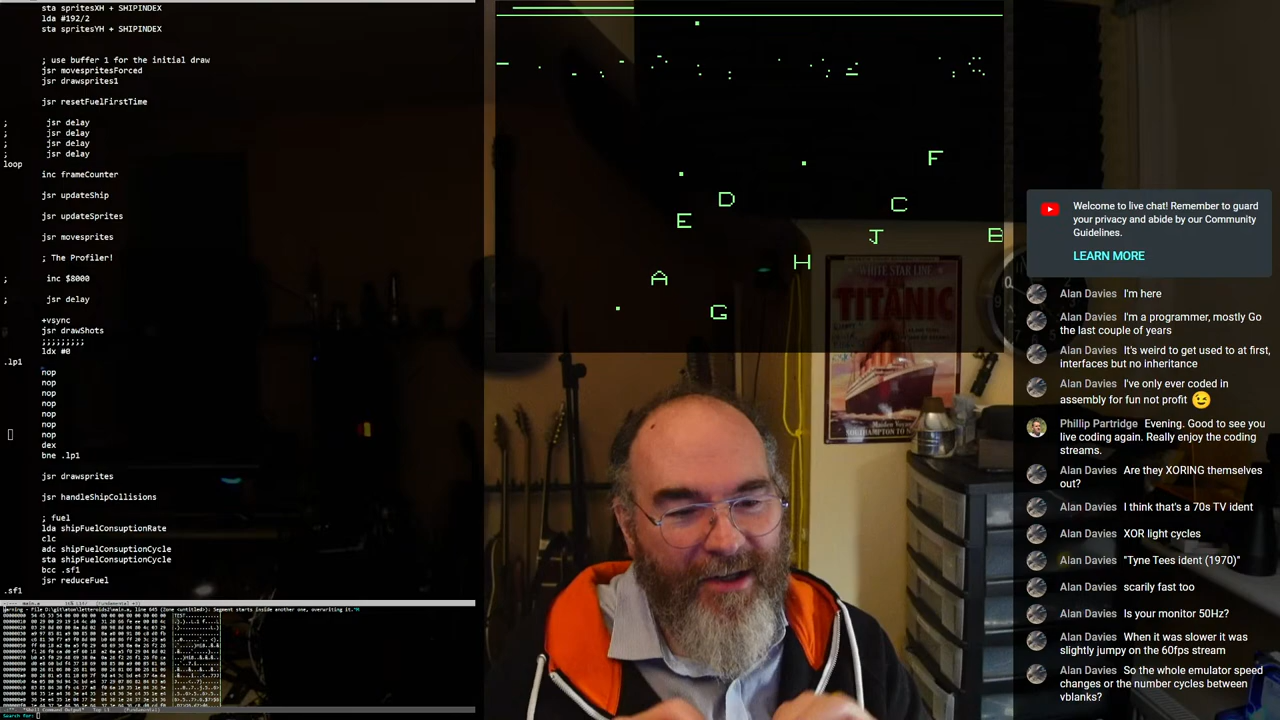 sta spritesXH + SHIPINDEX
lda #192/2
sta spritesYH + SHIPINDEX
; use buffer 1 for the initial draw
jsr movespritesForced
jsr drawsprites1
jsr resetFuelFirstTime
; jsr delay
; jsr delay
; jsr delay
; jsr delay
loop
inc frameCounter
jsr updateShip
jsr updateSprites
jsr movesprites
; The Profiler!
; inc $8000
; jsr delay
+vsync
jsr drawShots
;;;;;;;;;
ldx #0
.lp1
nop
nop
nop
nop
nop
nop
nop
dex
bne .lp1
jsr drawsprites
jsr handleShipCollisions
; fuel
lda shipFuelConsuptionRate
clc
adc shipFuelConsuptionCycle
sta shipFuelConsuptionCycle
bcc .sf1
jsr reduceFuel
.sf1
F
D
C
E
J
B
H
A
G
WHITE STAR LINE
TITANIC
SOUTHAMPTON TO
Welcome to live chat! Remember to guard
your privacy and abide by our Community
Guidelines.
LEARN MORE
Alan Davies I'm here
Alan Davies I'm a programmer, mostly Go
the last couple of years
Alan Davies It's weird to get used to at first,
interfaces but no inheritance
Alan Davies I've only ever coded in
assembly for fun not profit 😉
Phillip Partridge Evening. Good to see you
live coding again. Really enjoy the coding
streams.
Alan Davies Are they XORING themselves
out?
Alan Davies I think that's a 70s TV ident
Alan Davies XOR light cycles
Alan Davies "Tyne Tees ident (1970)"
Alan Davies scarily fast too
Alan Davies Is your monitor 50Hz?
Alan Davies When it was slower it was
slightly jumpy on the 60fps stream
Alan Davies So the whole emulator speed
changes or the number cycles between
vblanks?